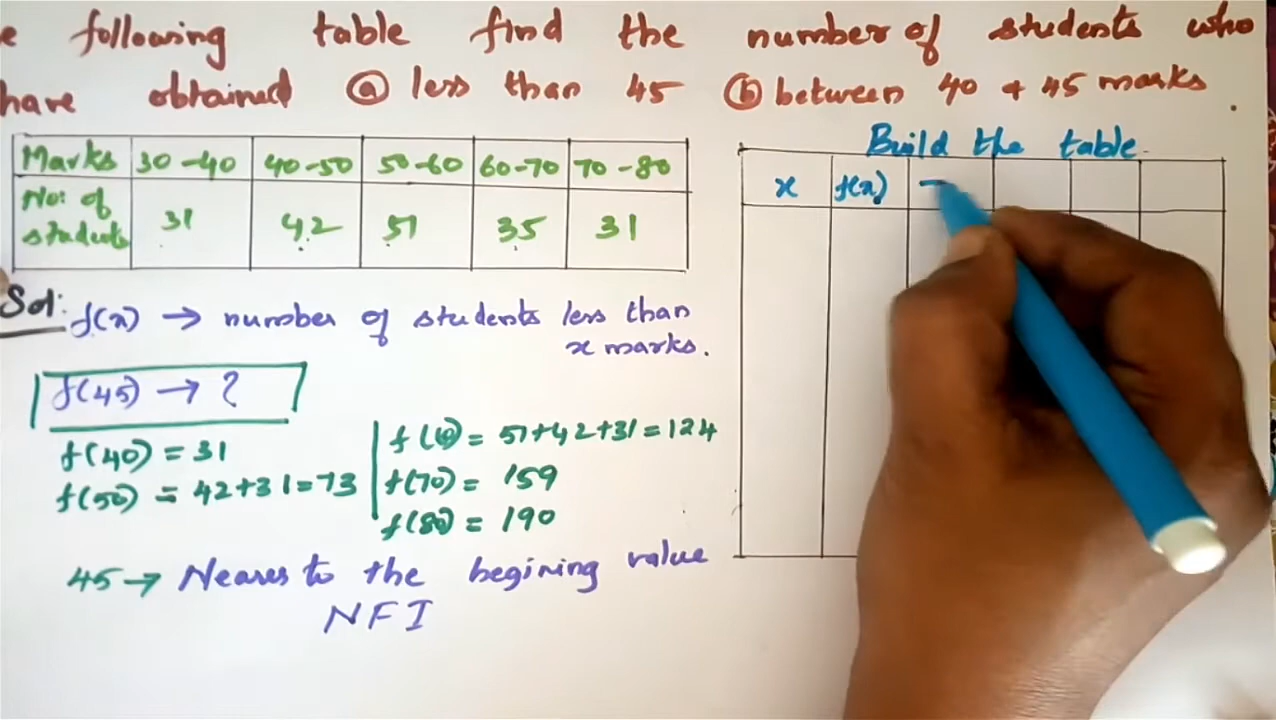 e following table find the number of students who
have obtained ⓐ less than 45 ⓑ between 40 & 45 marks.
Marks 30-40 40-50 50-60 60-70 70-80
No: of students 31 42 51 35 31
Sol: f(x) → number of students less than
x marks.
f(45) → ?
f(40) = 31
f(50) = 42+31=73
f(60) = 51+42+31=124
f(70) = 159
f(80) = 190
45 → Neares to the begining value
NFI
Build the table.
x f(x)